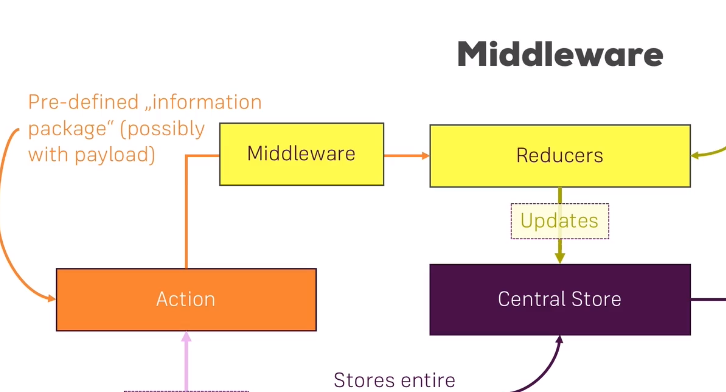 Middleware
Pre-defined „information
package“ (possibly
with payload)
Middleware
Reducers
Updates
Action
Central Store
Stores entire